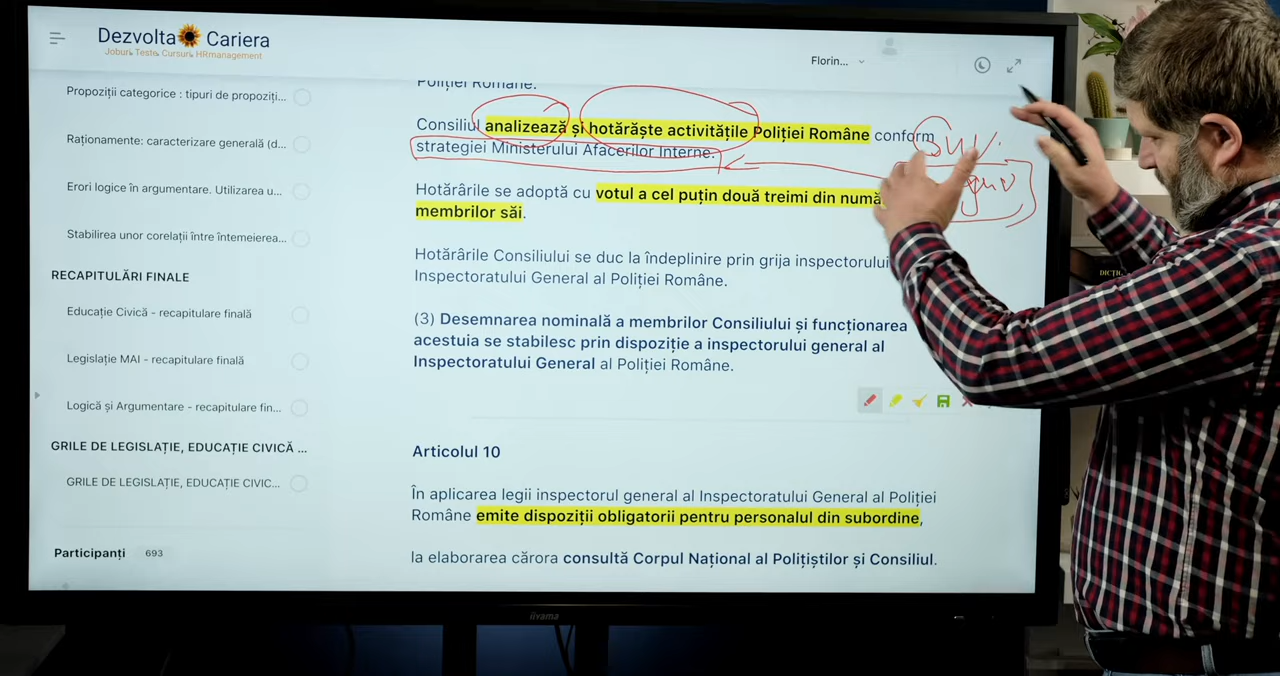 Dezvolta Cariera
Joburi, Teste, Cursuri, HRmanagement
Florin...
Propoziții categorice : tipuri de propoziți...
Raționamente: caracterizare generală (d...
Erori logice în argumentare. Utilizarea u...
Stabilirea unor corelații între întemeierea...
RECAPITULĂRI FINALE
Educație Civică - recapitulare finală
Legislație MAI - recapitulare finală
Logică și Argumentare - recapitulare fin...
GRILE DE LEGISLAȚIE, EDUCAȚIE CIVICĂ ...
GRILE DE LEGISLAȚIE, EDUCAȚIE CIVIC...
Participanți 693
Poliției Române.
Consiliul analizează și hotărăște activitățile Poliției Române conform
strategiei Ministerului Afacerilor Interne.
Hotărârile se adoptă cu votul a cel puțin două treimi din
membrilor săi.
Hotărârile Consiliului se duc la îndeplinire prin grija inspectorului
Inspectoratului General al Poliției Române.
(3) Desemnarea nominală a membrilor Consiliului și funcționarea
acestuia se stabilesc prin dispoziție a inspectorului general al
Inspectoratului General al Poliției Române.
Articolul 10
În aplicarea legii inspectorul general al Inspectoratului General al Poliției
Române emite dispoziții obligatorii pentru personalul din subordine,
la elaborarea cărora consultă Corpul Național al Polițiștilor și Consiliul.
iiyama